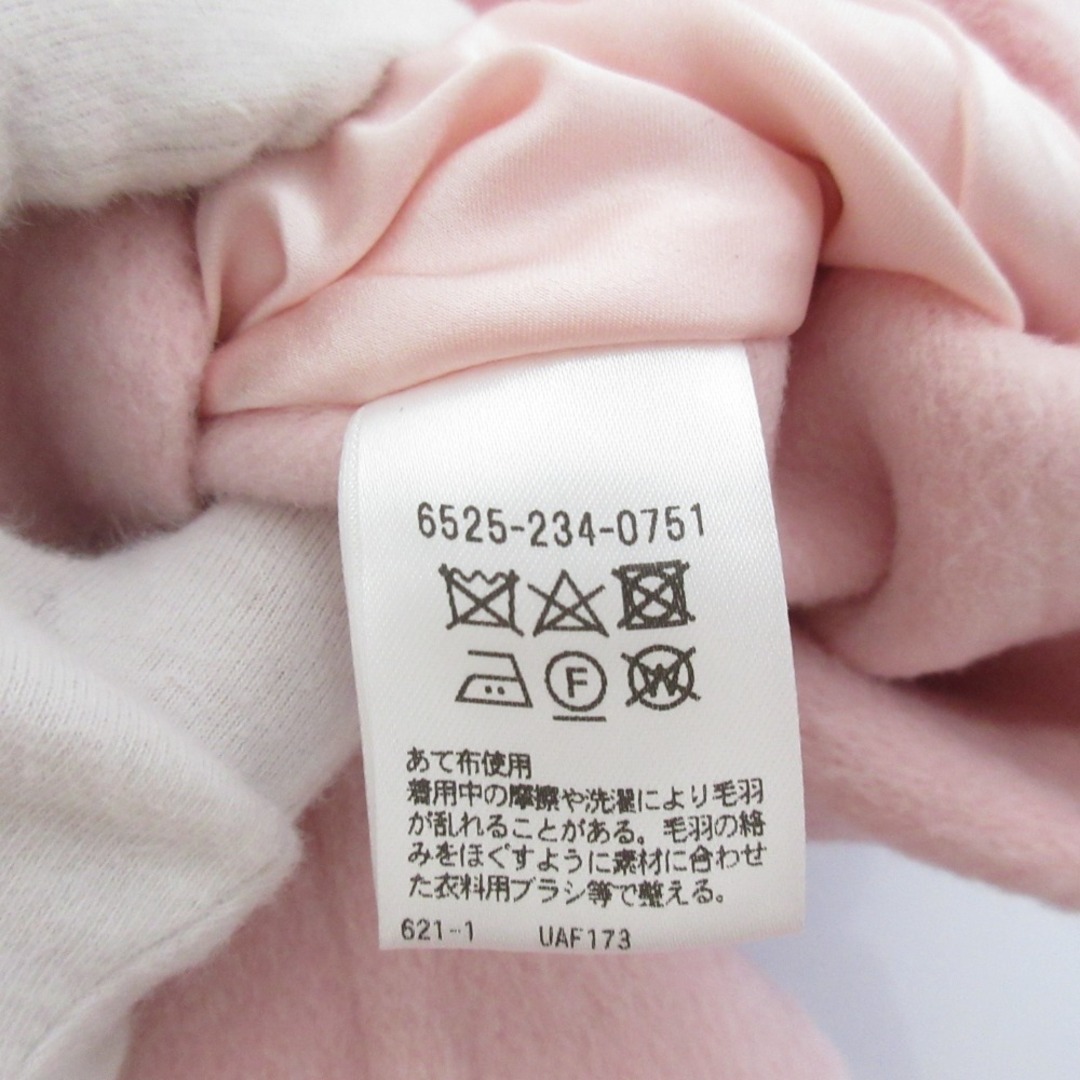 6525-234-0751
F
W
あて布使用
着用中の摩擦や洗濯により毛羽
が乱れることがある。毛羽の絡
みをほぐすように素材に合わせ
た衣料用ブラシ等で整える。
621-1 UAF173